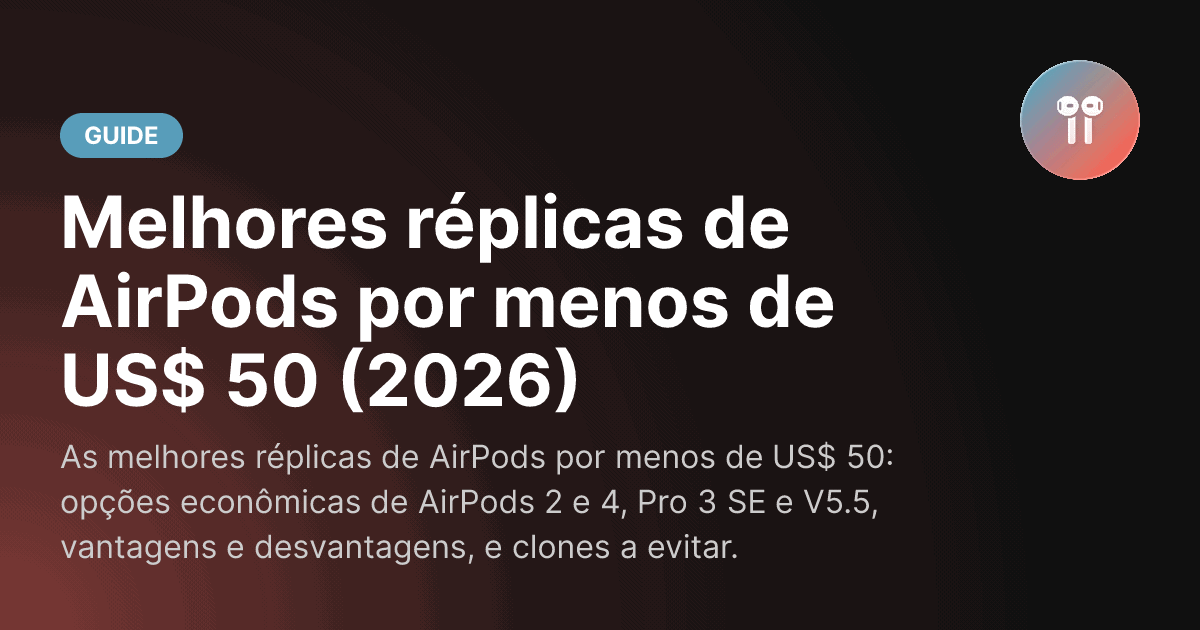 GUIDE
Melhores réplicas de
AirPods por menos de
US$ 50 (2026)
As melhores réplicas de AirPods por menos de US$ 50:
opções econômicas de AirPods 2 e 4, Pro 3 SE e V5.5,
vantagens e desvantagens, e clones a evitar.